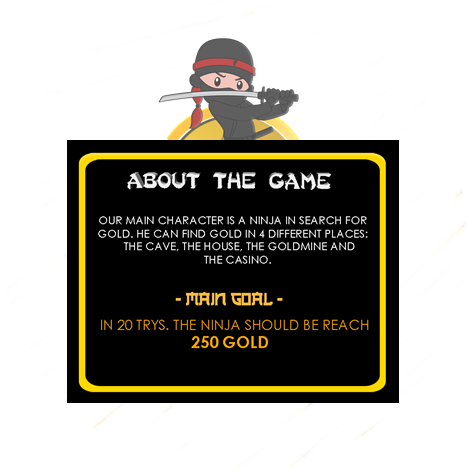 ABOUT THE GAME
OUR MAIN CHARACTER IS A NINJA IN SEARCH FOR
GOLD. HE CAN FIND GOLD IN 4 DIFFERENT PLACES:
THE CAVE, THE HOUSE, THE GOLDMINE AND
THE CASINO.
- MAIN GOAL -
IN 20 TRYS. THE NINJA SHOULD BE REACH
250 GOLD